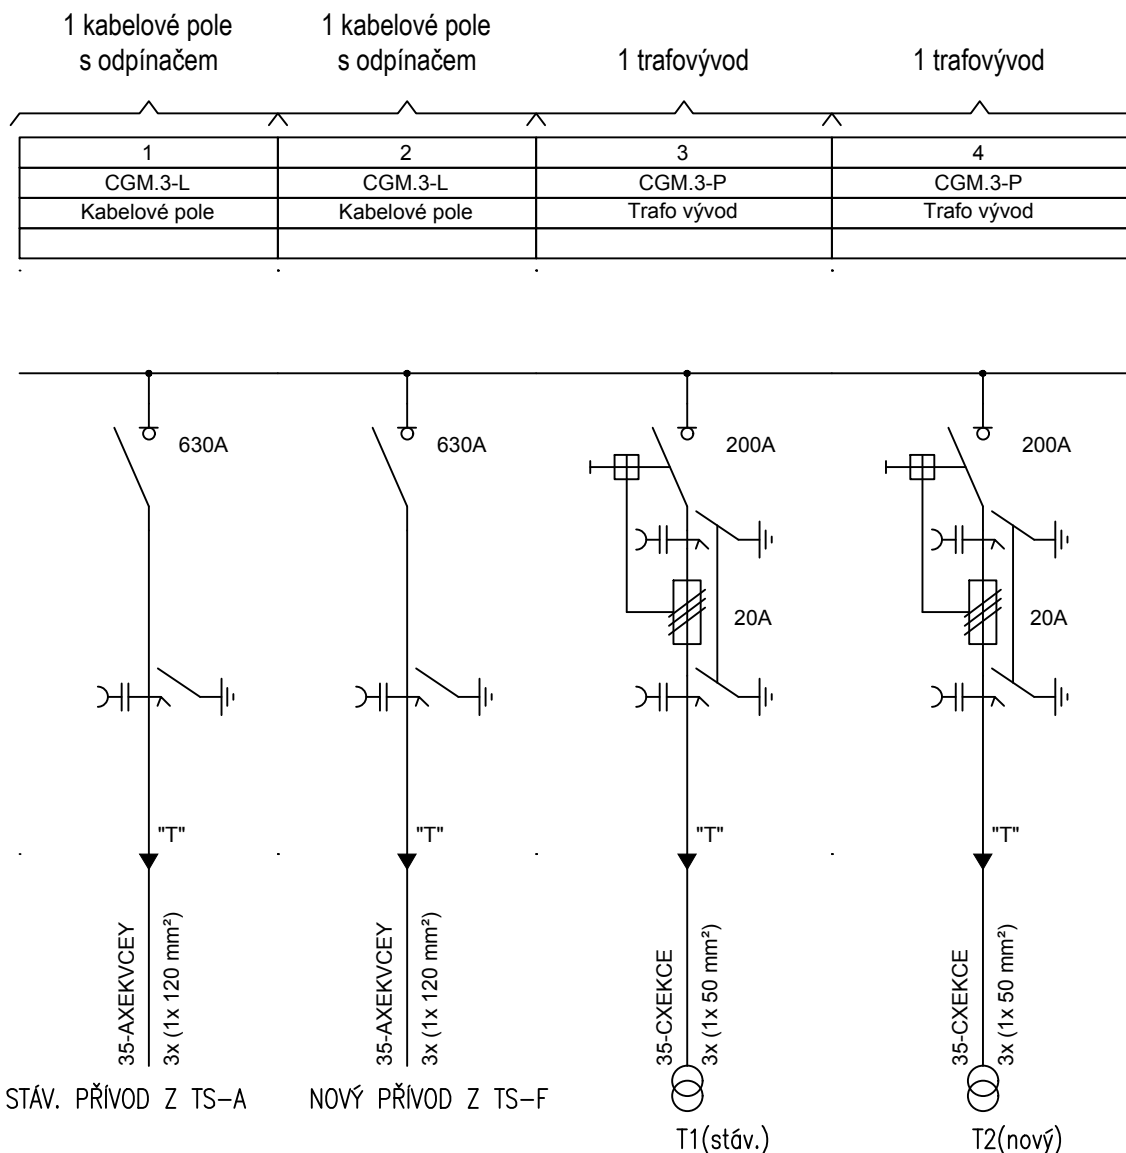 1 kabelové pole
s odpínačem
1 kabelové pole
s odpínačem
1 trafovývod
1 trafovývod
1
2
3
4
CGM.3-L
CGM.3-L
CGM.3-P
CGM.3-P
Kabelové pole
Kabelové pole
Trafo vývod
Trafo vývod
630A
630A
200A
200A
20A
20A
"T"
"T"
"T"
"T"
35-AXEKVCEY
3x (1x 120 mm²)
35-AXEKVCEY
3x (1x 120 mm²)
35-CXEKCE
3x (1x 50 mm²)
35-CXEKCE
3x (1x 50 mm²)
STÁV. PŘÍVOD Z TS-A
NOVÝ PŘÍVOD Z TS-F
T1(stáv.)
T2(nový)